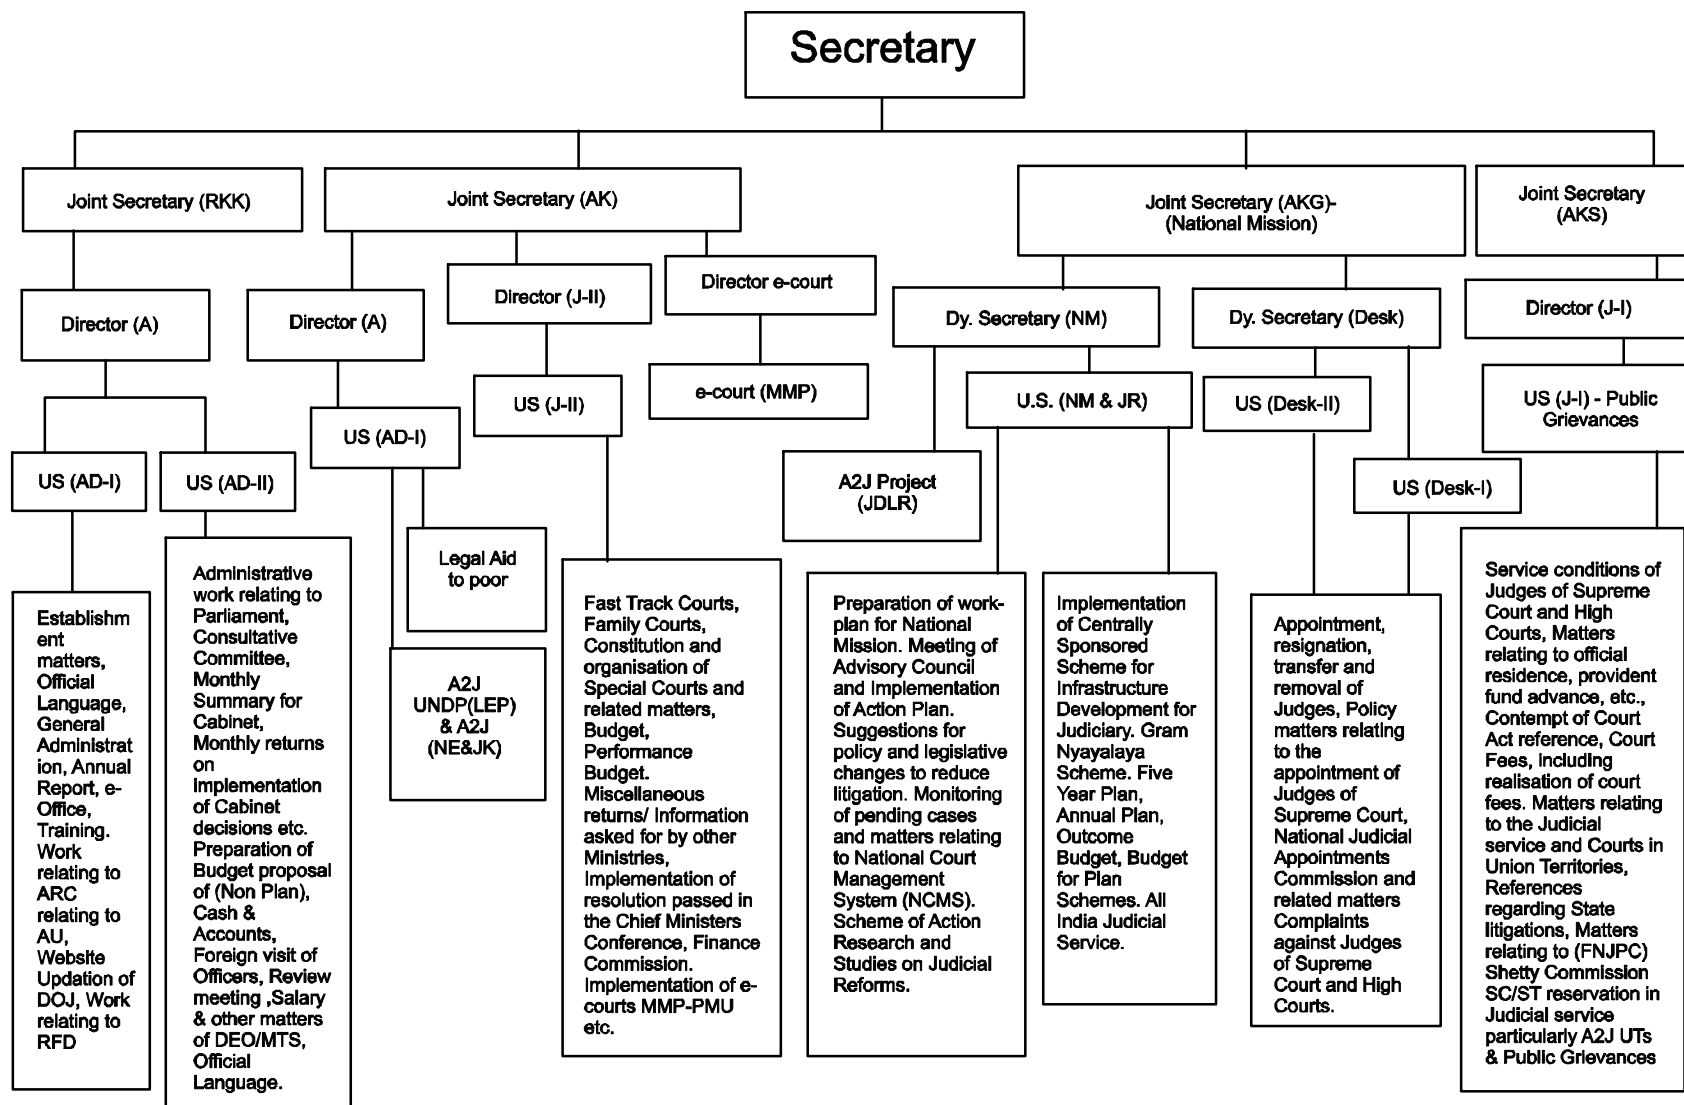 Secretary
Joint Secretary (RKK)
Joint Secretary (AK)
Joint Secretary (AKG)-
(National Mission)
Joint Secretary
(AKS)
Director (A)
Director (A)
Director (J-II)
Director e-court
Dy. Secretary (NM)
Dy. Secretary (Desk)
Director (J-I)
US (AD-I)
US (AD-II)
US (AD-I)
US (J-II)
e-court (MMP)
A2J Project
(JDLR)
U.S. (NM & JR)
US (Desk-II)
US (Desk-I)
US (J-I) - Public
Grievances
Legal Aid
to poor
A2J
UNDP(LEP)
& A2J
(NE&JK)
Establishm
ent
matters,
Official
Language,
General
Administrat
ion, Annual
Report, e-
Office,
Training.
Work
relating to
ARC
relating to
AU,
Website
Updation of
DOJ, Work
relating to
RFD
Administrative
work relating to
Parliament,
Consultative
Committee,
Monthly
Summary for
Cabinet,
Monthly returns
on
Implementation
of Cabinet
decisions etc.
Preparation of
Budget proposal
of (Non Plan),
Cash &
Accounts,
Foreign visit of
Officers, Review
meeting ,Salary
& other matters
of DEO/MTS,
Official
Language.
Fast Track Courts,
Family Courts,
Constitution and
organisation of
Special Courts and
related matters,
Budget,
Performance
Budget.
Miscellaneous
returns/ Information
asked for by other
Ministries,
Implementation of
resolution passed in
the Chief Ministers
Conference, Finance
Commission.
Implementation of e-
courts MMP-PMU
etc.
Preparation of work-
plan for National
Mission. Meeting of
Advisory Council
and Implementation
of Action Plan.
Suggestions for
policy and legislative
changes to reduce
litigation. Monitoring
of pending cases
and matters relating
to National Court
Management
System (NCMS).
Scheme of Action
Research and
Studies on Judicial
Reforms.
Implementation
of Centrally
Sponsored
Scheme for
Infrastructure
Development for
Judiciary. Gram
Nyayalaya
Scheme. Five
Year Plan,
Annual Plan,
Outcome
Budget, Budget
for Plan
Schemes. All
India Judicial
Service.
Appointment,
resignation,
transfer and
removal of
Judges, Policy
matters relating
to the
appointment of
Judges of
Supreme Court,
National Judicial
Appointments
Commission and
related matters
Complaints
against Judges
of Supreme
Court and High
Courts.
Service conditions of
Judges of Supreme
Court and High
Courts, Matters
relating to official
residence, provident
fund advance, etc.,
Contempt of Court
Act reference, Court
Fees, including
realisation of court
fees. Matters relating
to the Judicial
service and Courts in
Union Territories,
References
regarding State
litigations, Matters
relating to (FNJPC)
Shetty Commission
SC/ST reservation in
Judicial service
particularly A2J UTs
& Public Grievances